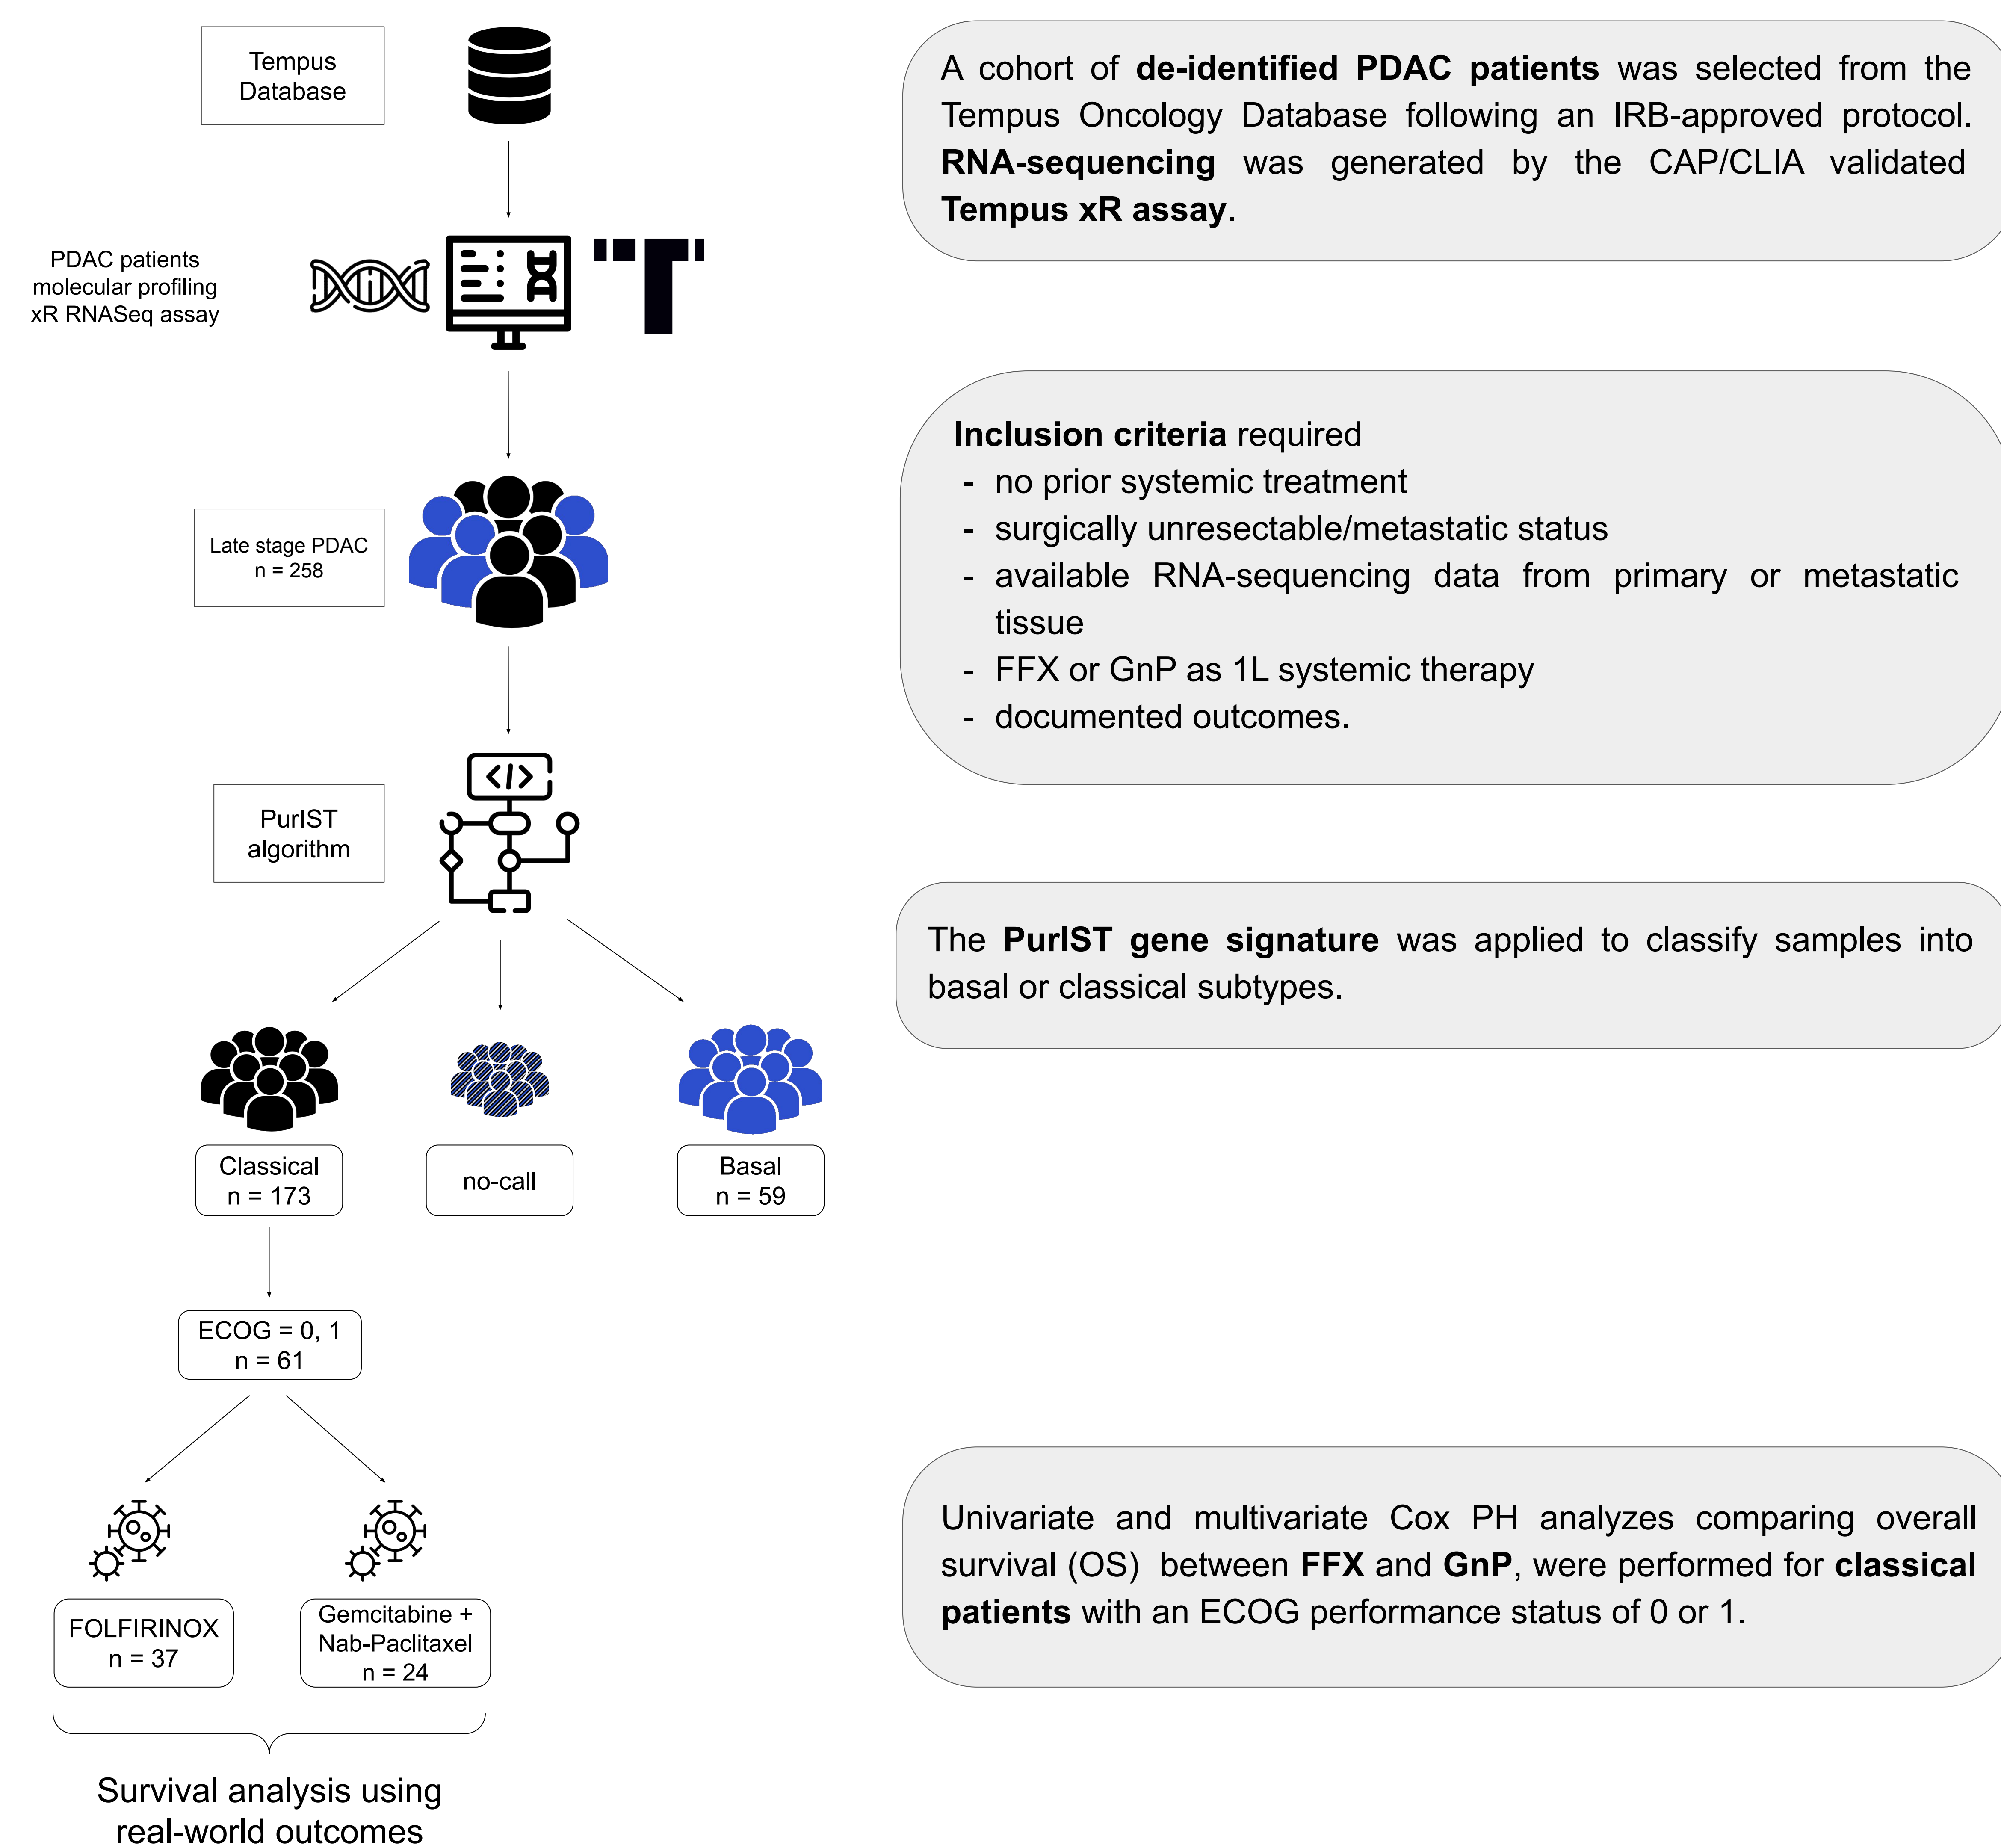 Tempus
Database
A cohort of de-identified PDAC patients was selected from the
Tempus Oncology Database following an IRB-approved protocol.
RNA-sequencing was generated by the CAP/CLIA validated
Tempus xR assay.
PDAC patients
molecular profiling
xR RNASeq assay
"T"
Inclusion criteria required
- no prior systemic treatment
- surgically unresectable/metastatic status
- available RNA-sequencing data from primary or metastatic
tissue
- FFX or GnP as 1L systemic therapy
- documented outcomes.
Late stage PDAC
n = 258
PurIST
algorithm
</>
The PurIST gene signature was applied to classify samples into
basal or classical subtypes.
Classical
n = 173
no-call
Basal
n = 59
ECOG = 0, 1
n = 61
Univariate and multivariate Cox PH analyzes comparing overall
survival (OS) between FFX and GnP, were performed for classical
patients with an ECOG performance status of 0 or 1.
FOLFIRINOX
n = 37
Gemcitabine +
Nab-Paclitaxel
n = 24
Survival analysis using
real-world outcomes